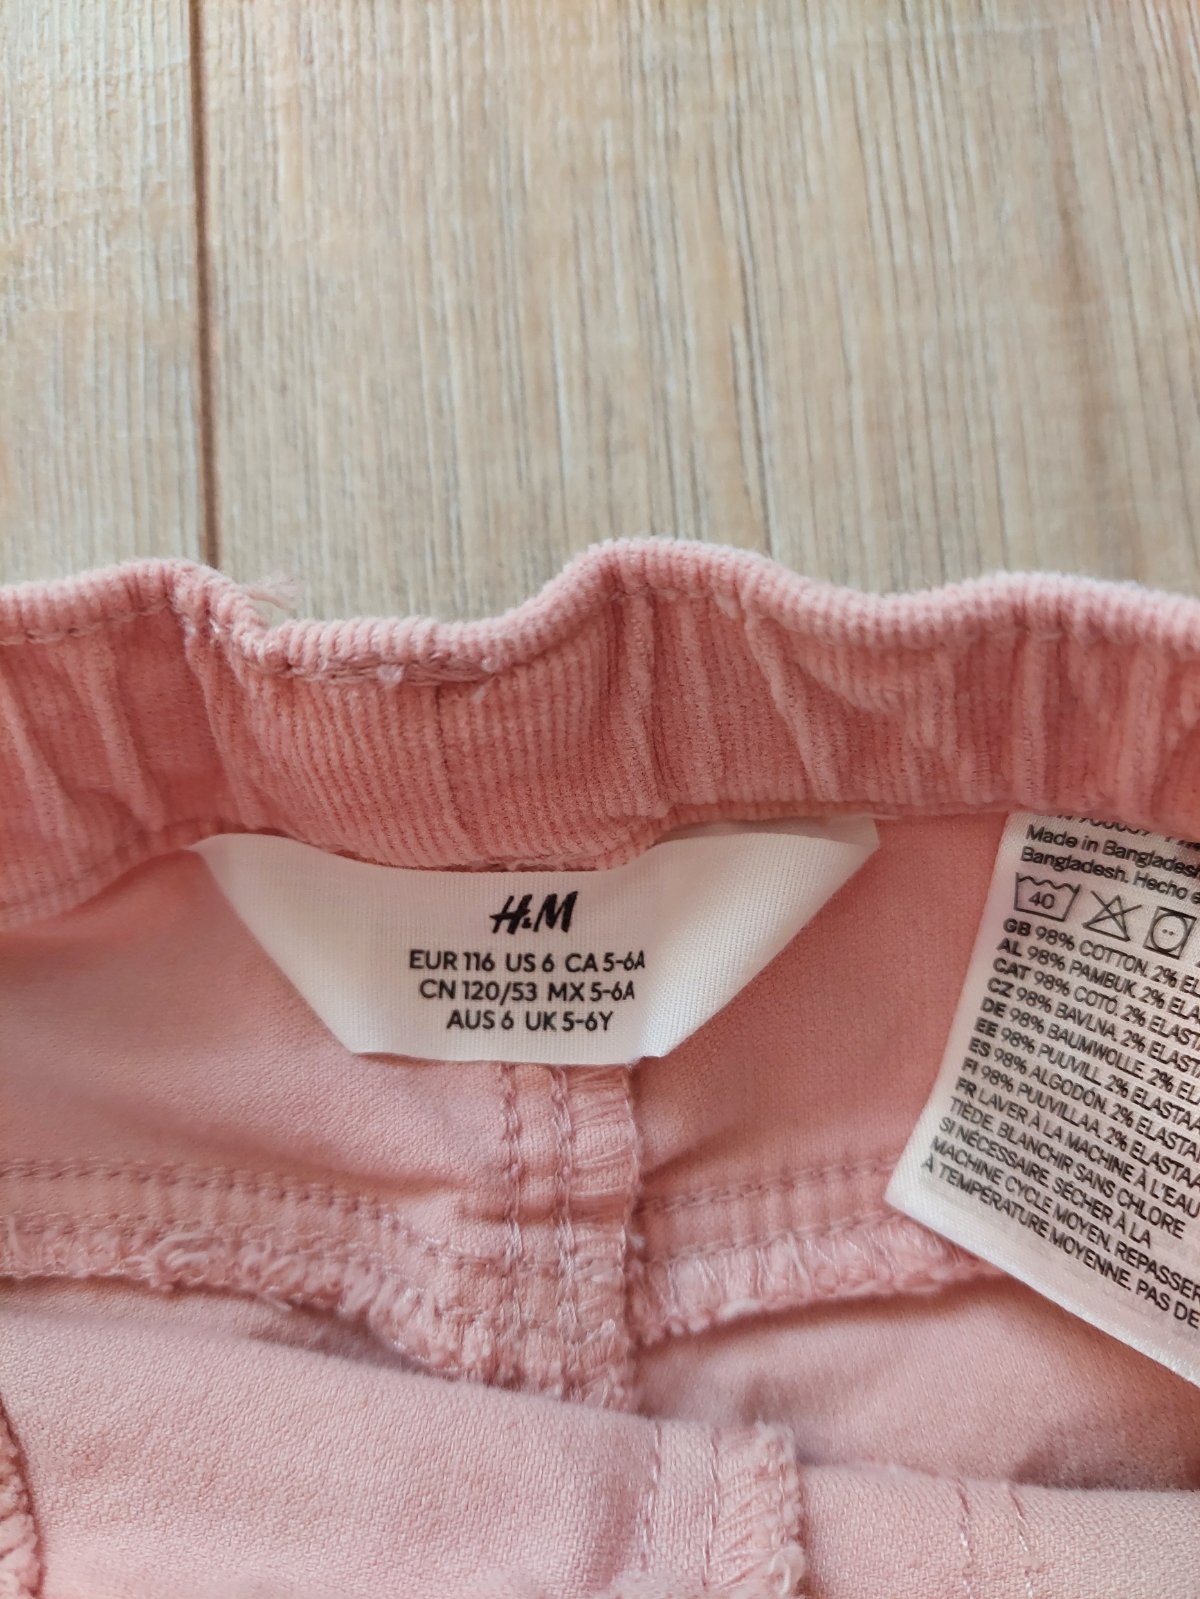 H&M
EUR 116 US 6 CA 5-6A
CN 120/53 MX 5-6A
AUS 6 UK 5-6Y
Made in Bangladesh
Bangladesh. Hecho
40
GB 98% COTTON. 2%
AL 98% PAMBUK. 2%
CAT 98% COTÓ. 2%
CZ 98% BAVLNA. 2%
DE 98% BAUMWOLLE. 2%
EE 98% PUUVILL. 2%
ES 98% ALGODÓN. 2%
FI 98% PUUVILLAA. 2%
FR LAVER À LA MACHINE À L'EAU
TIÈDE. BLANCHIR SANS CHLORE
SI NÉCESSAIRE. SÉCHER À LA
MACHINE CYCLE MOYEN. REPASSER
À TEMPÉRATURE MOYENNE. PAS DE